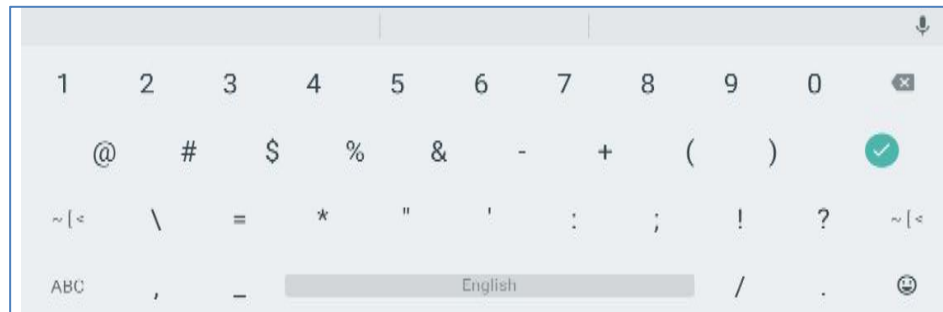 1 2 3 4 5 6 7 8 9 0
@ # $ % & - + ( )
~ [ < \ = * " ' : ; ! ? ~ [ <
ABC , _ English / .